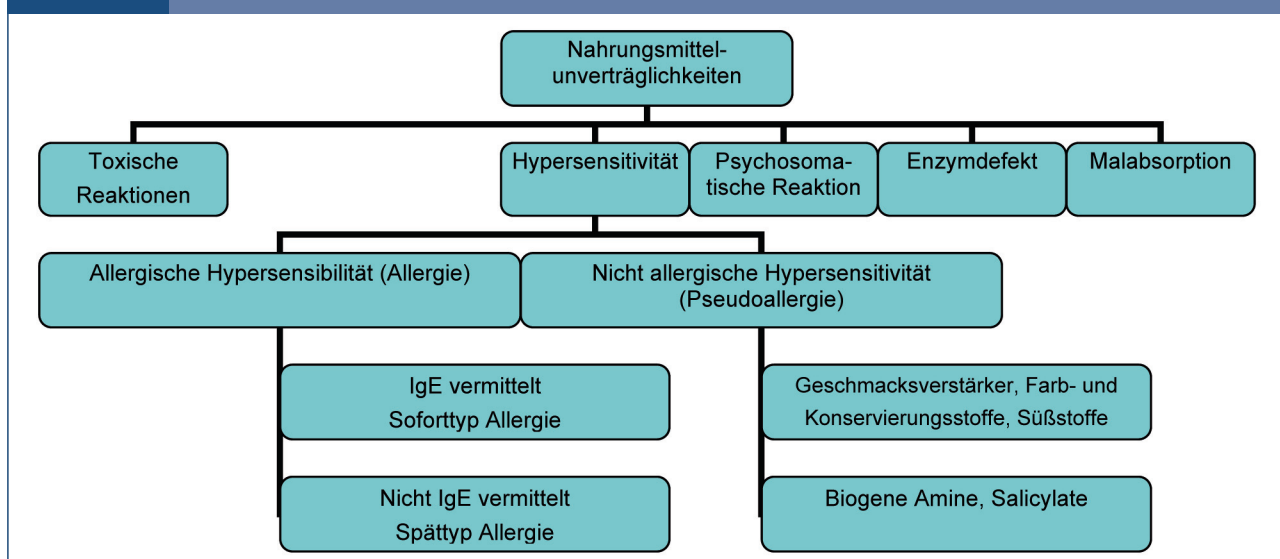 Nahrungsmittel-
unverträglichkeiten
Toxische
Reaktionen
Hypersensitivität
Psychosoma-
tische Reaktion
Enzymdefekt
Malabsorption
Allergische Hypersensibilität (Allergie)
Nicht allergische Hypersensitivität
(Pseudoallergie)
IgE vermittelt
Soforttyp Allergie
Geschmacksverstärker, Farb- und
Konservierungsstoffe, Süßstoffe
Nicht IgE vermittelt
Spättyp Allergie
Biogene Amine, Salicylate